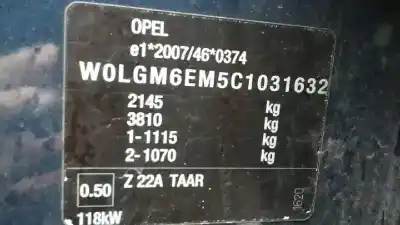 OPEL
e1*2007/46*0374
W0LGM6EM5C1031632
2145 kg
3810 kg
1-1115 kg
2-1070 kg
0.50 Z 22A TAAR
118kW
1620